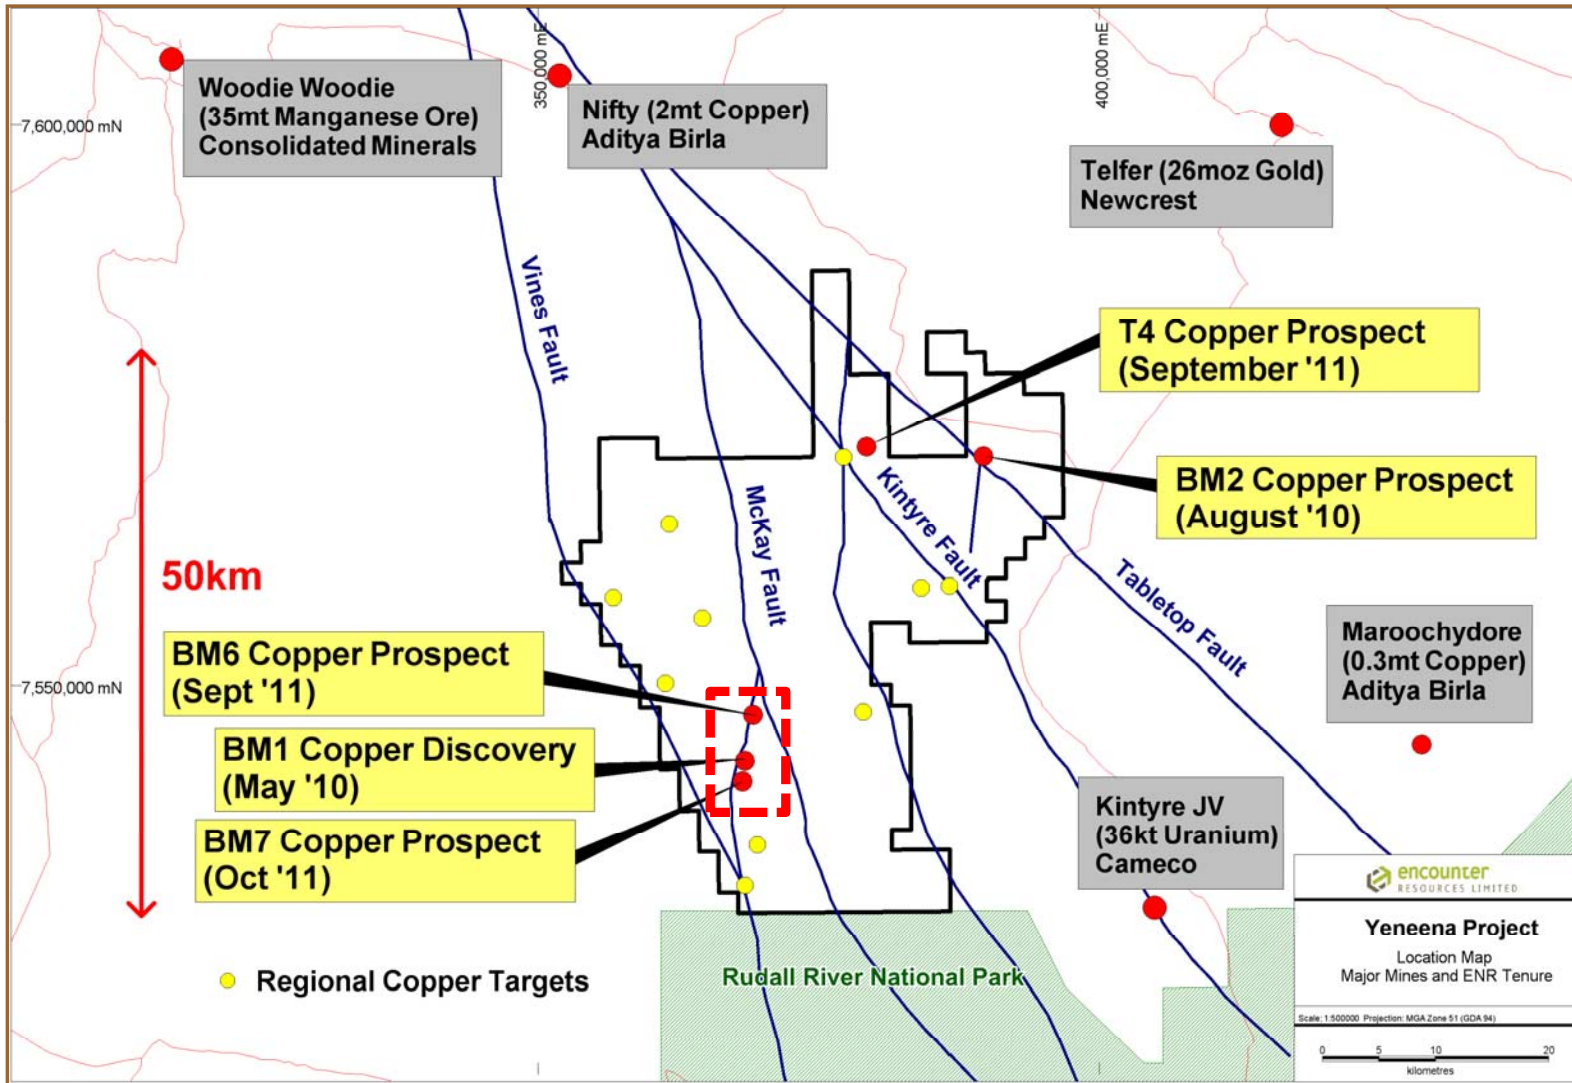 350,000 mE
400,000 mE
7,600,000 mN
Woodie Woodie
(35mt Manganese Ore)
Consolidated Minerals
Nifty (2mt Copper)
Aditya Birla
Telfer (26moz Gold)
Newcrest
Vines Fault
T4 Copper Prospect
(September '11)
BM2 Copper Prospect
(August '10)
McKay Fault
Kintyre Fault
Tabletop Fault
50km
Maroochydore
(0.3mt Copper)
Aditya Birla
BM6 Copper Prospect
(Sept '11)
7,550,000 mN
BM1 Copper Discovery
(May '10)
BM7 Copper Prospect
(Oct '11)
Kintyre JV
(36kt Uranium)
Cameco
Regional Copper Targets
Rudall River National Park
encounter
RESOURCES LIMITED
Yeneena Project
Location Map
Major Mines and ENR Tenure
Scale: 1:500000 Projection: MGA Zone 51 (GDA 94)
0 5 10 20
kilometres